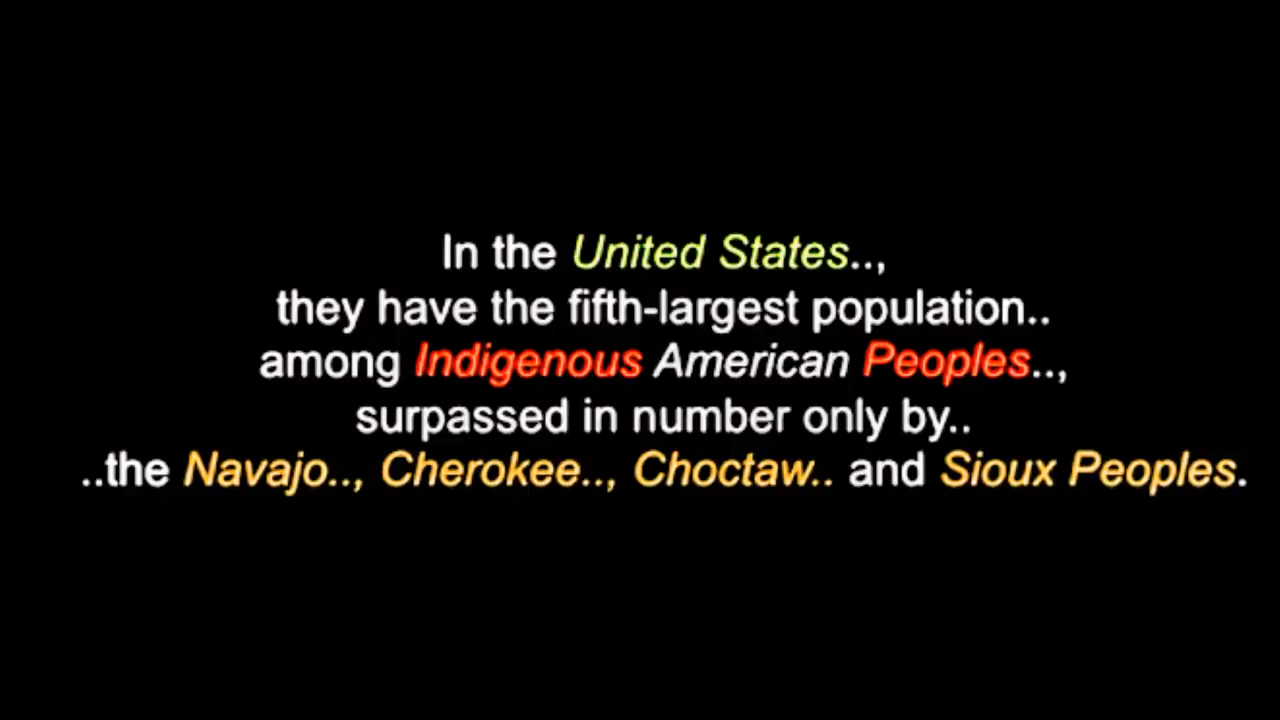 In the United States..,
they have the fifth-largest population..
among Indigenous American Peoples..,
surpassed in number only by..
..the Navajo.., Cherokee.., Choctaw.. and Sioux Peoples.